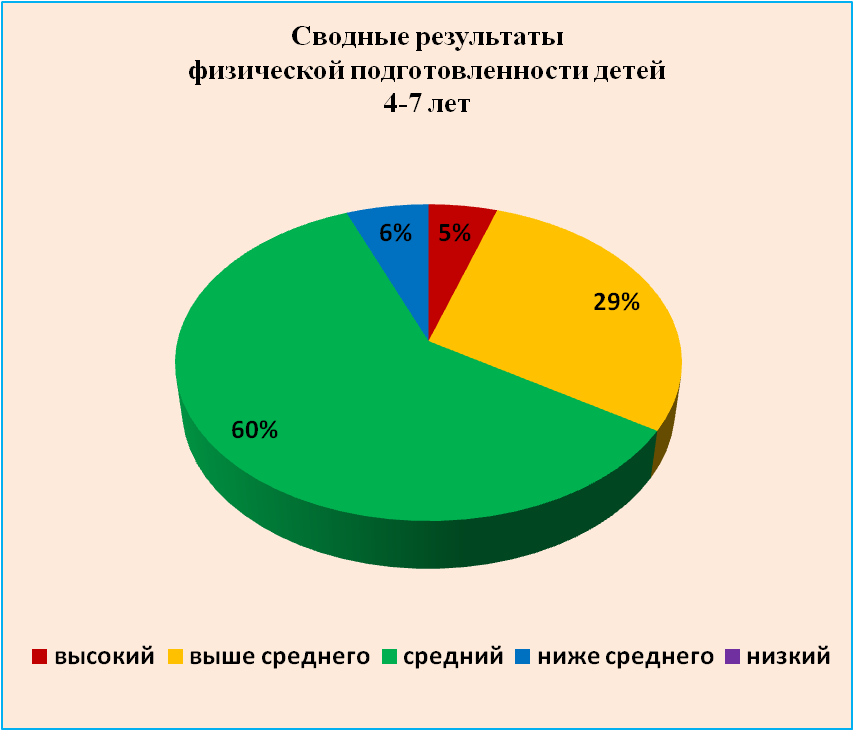 Сводные результаты
физической подготовленности детей
4-7 лет
6%
5%
29%
60%
высокий
выше среднего
средний
ниже среднего
низкий